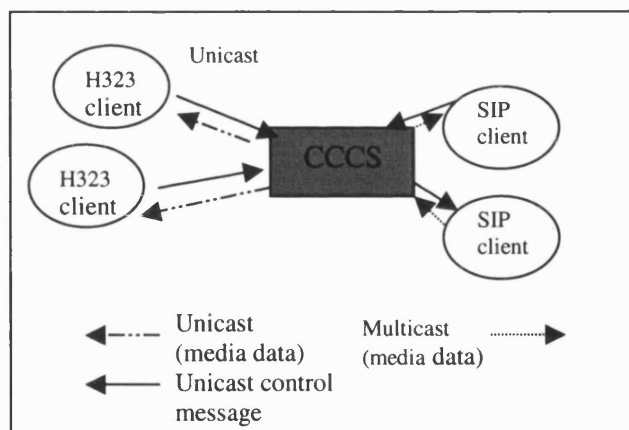 Unicast
H323
client
SIP
client
CCCS
H323
client
SIP
client
Unicast
(media data)
Multicast
(media data)
Unicast control
message